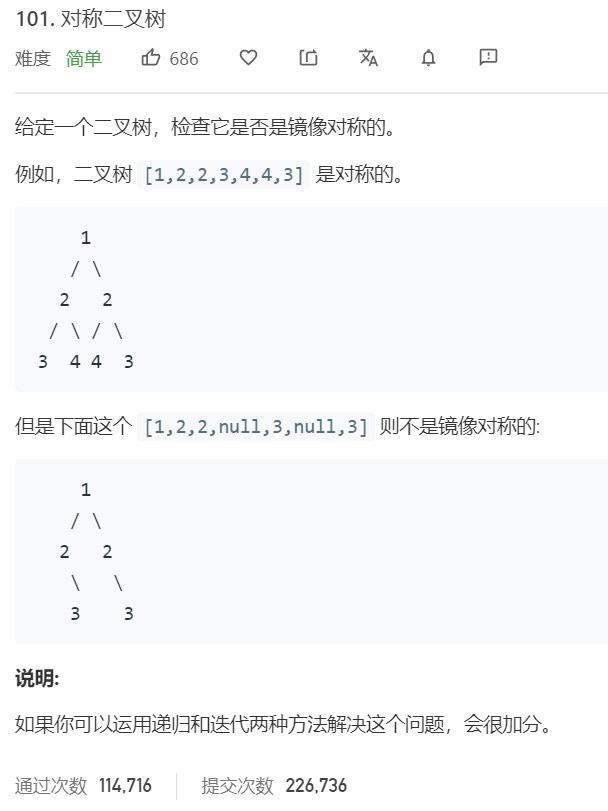 101. 对称二叉树
难度 简单 686
给定一个二叉树，检查它是否是镜像对称的。
例如，二叉树 [1,2,2,3,4,4,3] 是对称的。
    1
   / \
  2   2
 / \ / \
3  4 4  3
但是下面这个 [1,2,2,null,3,null,3] 则不是镜像对称的:
    1
   / \
  2   2
   \   \
   3    3
说明:
如果你可以运用递归和迭代两种方法解决这个问题，会很加分。
通过次数 114,716 提交次数 226,736